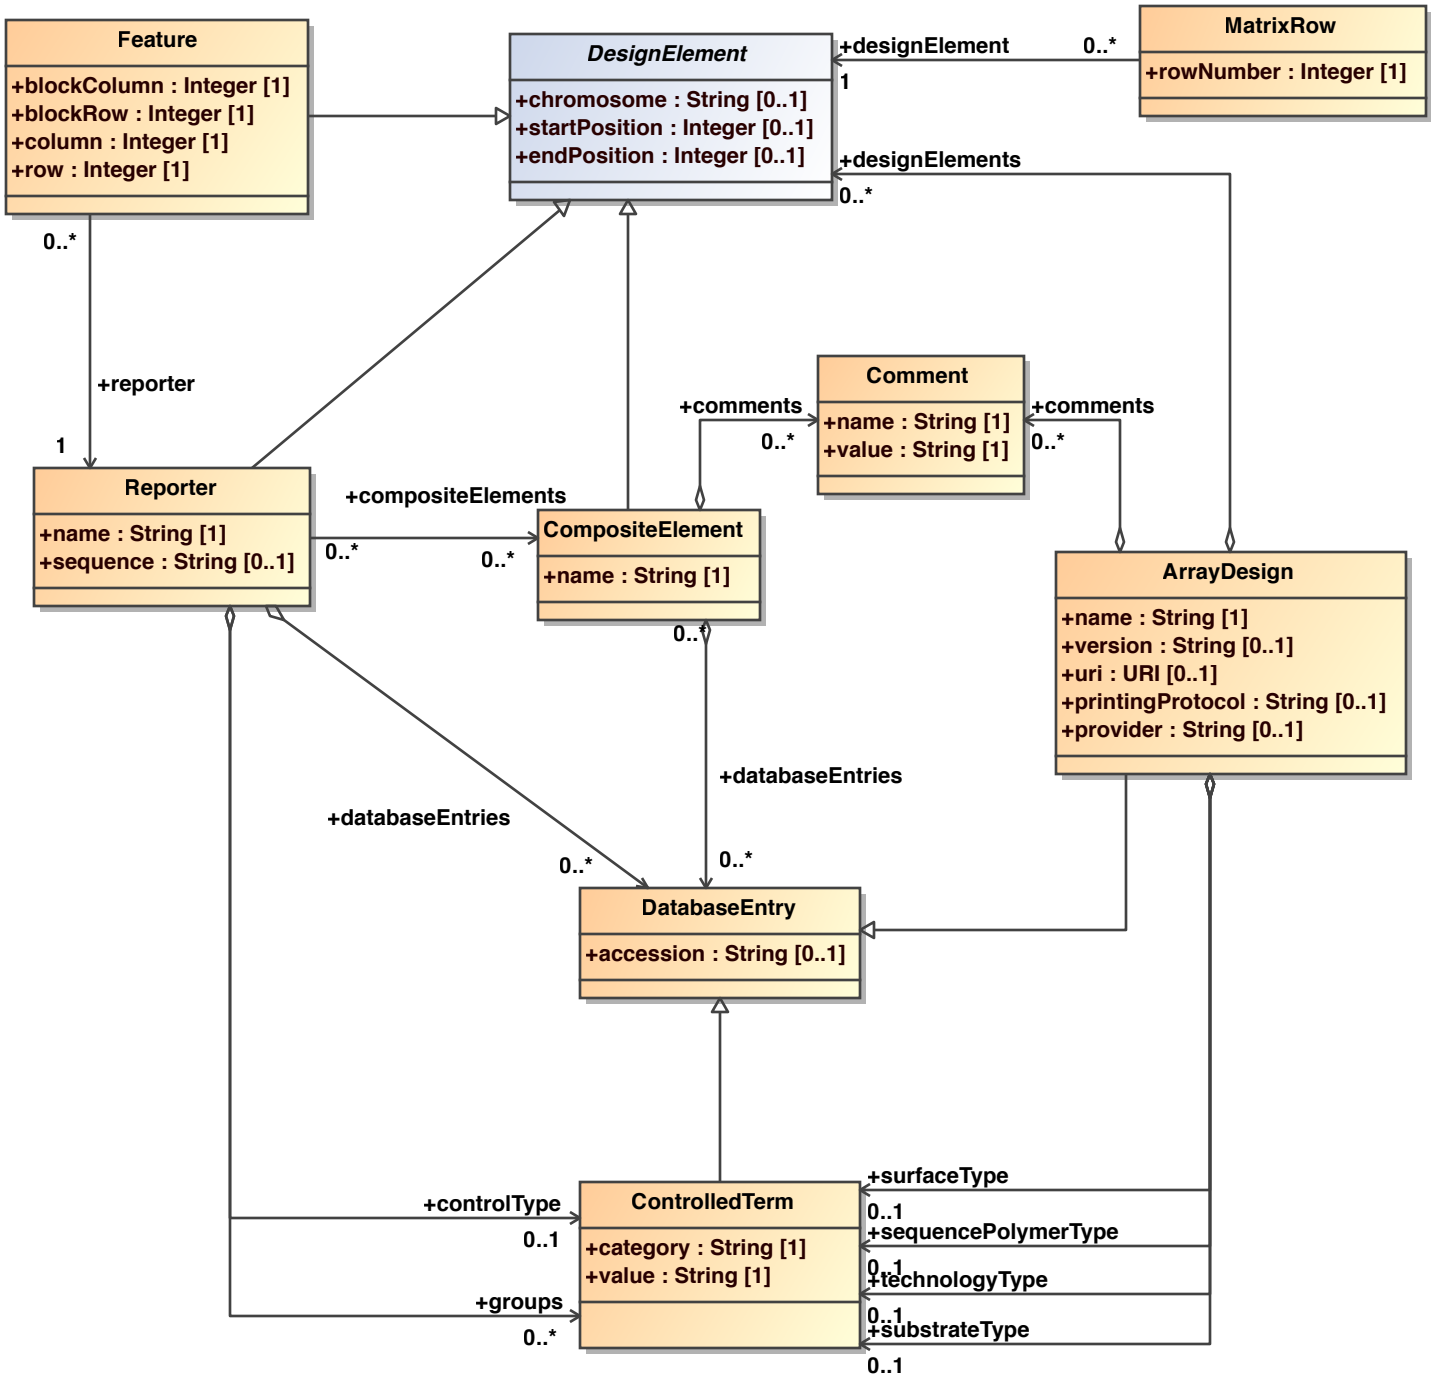 Feature
+blockColumn : Integer [1]
+blockRow : Integer [1]
+column : Integer [1]
+row : Integer [1]
DesignElement
+chromosome : String [0..1]
+startPosition : Integer [0..1]
+endPosition : Integer [0..1]
MatrixRow
+rowNumber : Integer [1]
+designElement
0..*
1
+designElements
0..*
0..*
+reporter
1
Comment
+name : String [1]
+value : String [1]
+comments
0..*
+comments
0..*
Reporter
+name : String [1]
+sequence : String [0..1]
+compositeElements
0..*
0..*
CompositeElement
+name : String [1]
0..*
ArrayDesign
+name : String [1]
+version : String [0..1]
+uri : URI [0..1]
+printingProtocol : String [0..1]
+provider : String [0..1]
+databaseEntries
0..*
+databaseEntries
0..*
DatabaseEntry
+accession : String [0..1]
+controlType
0..1
+groups
0..*
ControlledTerm
+category : String [1]
+value : String [1]
+surfaceType
0..1
+sequencePolymerType
0..1
+technologyType
0..1
+substrateType
0..1